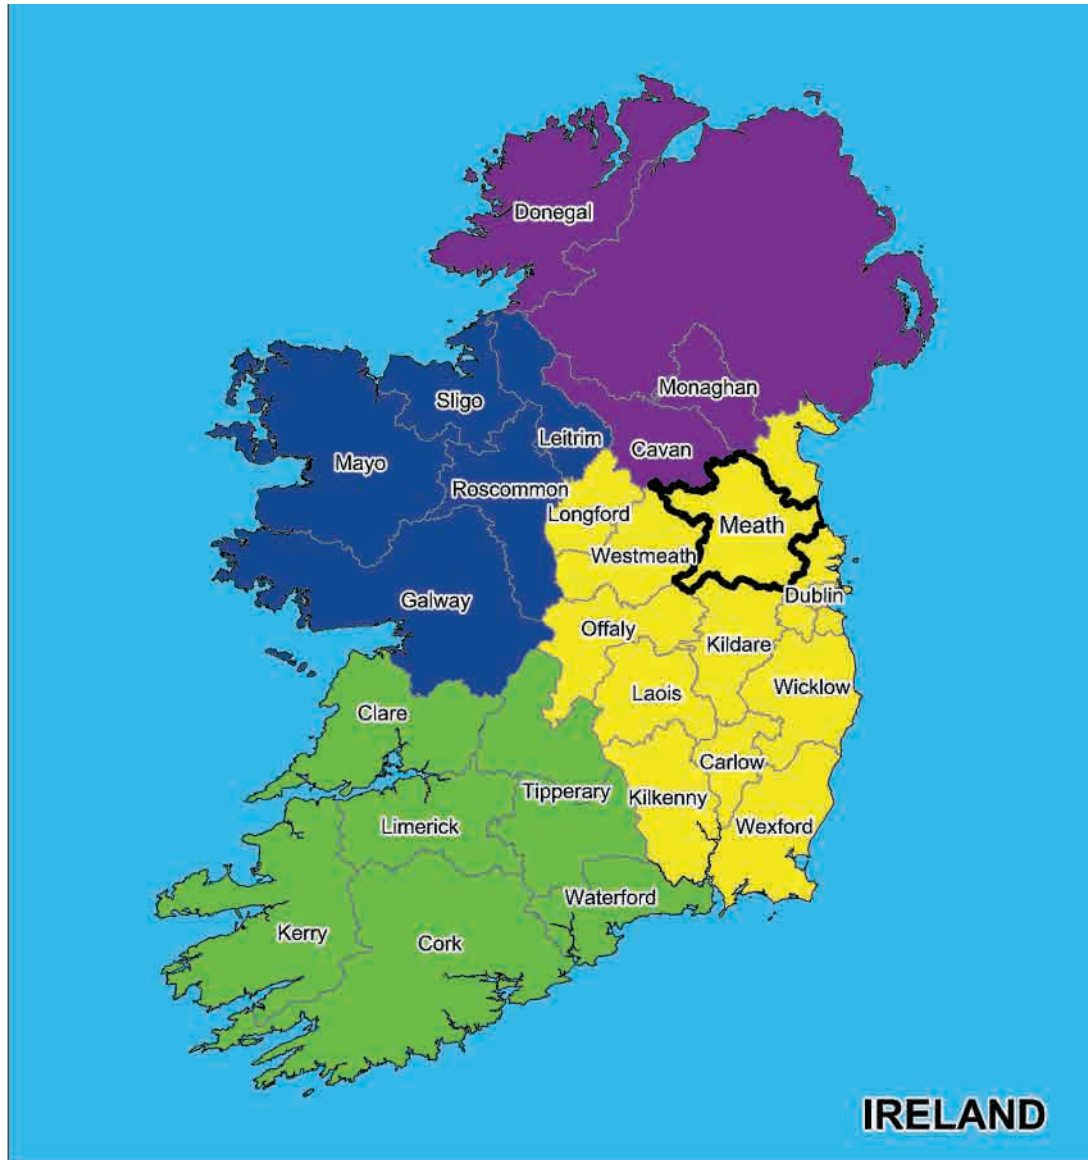 Donegal
Monaghan
Sligo
Leitrim
Cavan
Mayo
Roscommon
Longford
Meath
Westmeath
Galway
Dublin
Offaly
Kildare
Laois
Wicklow
Clare
Carlow
Tipperary
Kilkenny
Limerick
Wexford
Waterford
Kerry
Cork
IRELAND